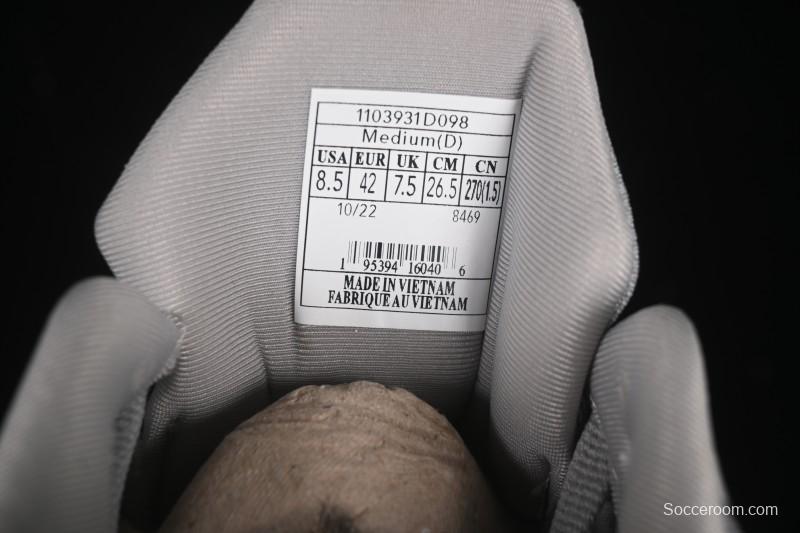 1103931D098
Medium(D)
USA EUR UK CM CN
8.5 42 7.5 26.5 270(1.5)
10/22 8469
1 95394 16040 6
MADE IN VIETNAM
FABRIQUE AU VIETNAM
Socceroom.com